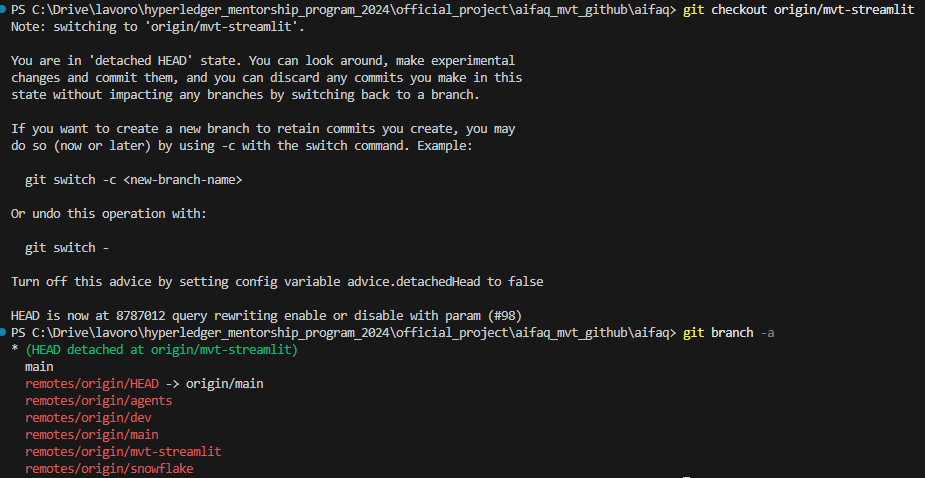 PS C:\Drive\lavoro\hyperledger_mentorship_program_2024\official_project\aifaq_mvt_github\aifaq> git checkout origin/mvt-streamlit
Note: switching to 'origin/mvt-streamlit'.
You are in 'detached HEAD' state. You can look around, make experimental
changes and commit them, and you can discard any commits you make in this
state without impacting any branches by switching back to a branch.
If you want to create a new branch to retain commits you create, you may
do so (now or later) by using -c with the switch command. Example:
git switch -c <new-branch-name>
Or undo this operation with:
git switch -
Turn off this advice by setting config variable advice.detachedHead to false
HEAD is now at 8787012 query rewriting enable or disable with param (#98)
PS C:\Drive\lavoro\hyperledger_mentorship_program_2024\official_project\aifaq_mvt_github\aifaq> git branch -a
* (HEAD detached at origin/mvt-streamlit)
main
remotes/origin/HEAD -> origin/main
remotes/origin/agents
remotes/origin/dev
remotes/origin/main
remotes/origin/mvt-streamlit
remotes/origin/snowflake